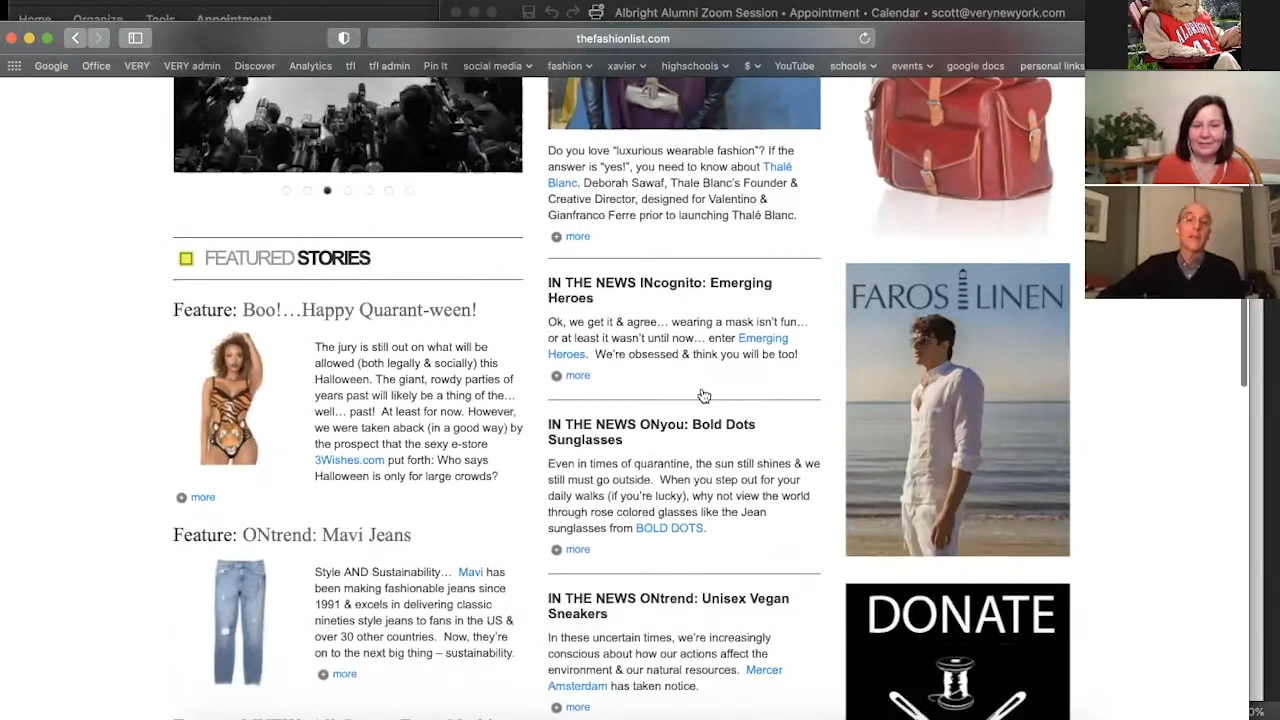 Home
Organize
Tools
Appointment
Albright Alumni Zoom Session • Appointment • Calendar • scott@verynewyork.com
thefashionlist.com
Google
Office
VERY
VERY admin
Discover
Analytics
tfl
tfl admin
Pin It
social media
fashion
xavier
highschools
$
YouTube
schools
events
google docs
personal links
ALBRIGHT
FEATURED STORIES
Feature: Boo!…Happy Quarant-ween!
The jury is still out on what will be
allowed (both legally & socially) this
Halloween. The giant, rowdy parties of
years past will likely be a thing of the…
well… past! At least for now. However,
we were taken aback (in a good way) by
the prospect that the sexy e-store
3Wishes.com put forth: Who says
Halloween is only for large crowds?
more
Feature: ONtrend: Mavi Jeans
Style AND Sustainability… Mavi has
been making fashionable jeans since
1991 & excels in delivering classic
nineties style jeans to fans in the US &
over 30 other countries. Now, they're
on to the next big thing – sustainability.
more
Do you love “luxurious wearable fashion”? If the
answer is “yes!”, you need to know about Thalé
Blanc. Deborah Sawaf, Thale Blanc's Founder &
Creative Director, designed for Valentino &
Gianfranco Ferre prior to launching Thalé Blanc.
more
IN THE NEWS INcognito: Emerging
Heroes
Ok, we get it & agree… wearing a mask isn't fun…
or at least it wasn't until now… enter Emerging
Heroes. We're obsessed & think you will be too!
more
IN THE NEWS ONyou: Bold Dots
Sunglasses
Even in times of quarantine, the sun still shines & we
still must go outside. When you step out for your
daily walks (if you're lucky), why not view the world
through rose colored glasses like the Jean
sunglasses from BOLD DOTS.
more
IN THE NEWS ONtrend: Unisex Vegan
Sneakers
In these uncertain times, we're increasingly
conscious about how our actions affect the
environment & our natural resources. Mercer
Amsterdam has taken notice.
more
FAROS LINEN
DONATE
0%